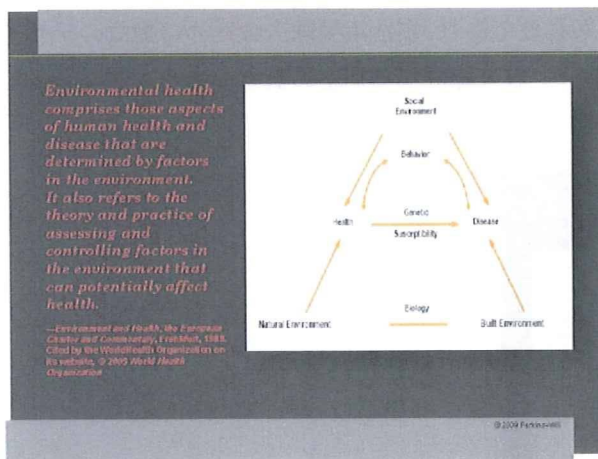 Environmental health
comprises those aspects
of human health and
disease that are
determined by factors
in the environment.
It also refers to the
theory and practice of
assessing and
controlling factors in
the environment that
can potentially affect
health.
—Environment and Health, the European
Charter and Commentary, Frankfurt, 1989.
Cited by the WorldHealth Organization on
its website, © 2005 World Health
Organization
Social
Environment
Behavior
Health
Genetic
Susceptibility
Disease
Biology
Natural Environment
Built Environment
© 2009 Perkins+Will